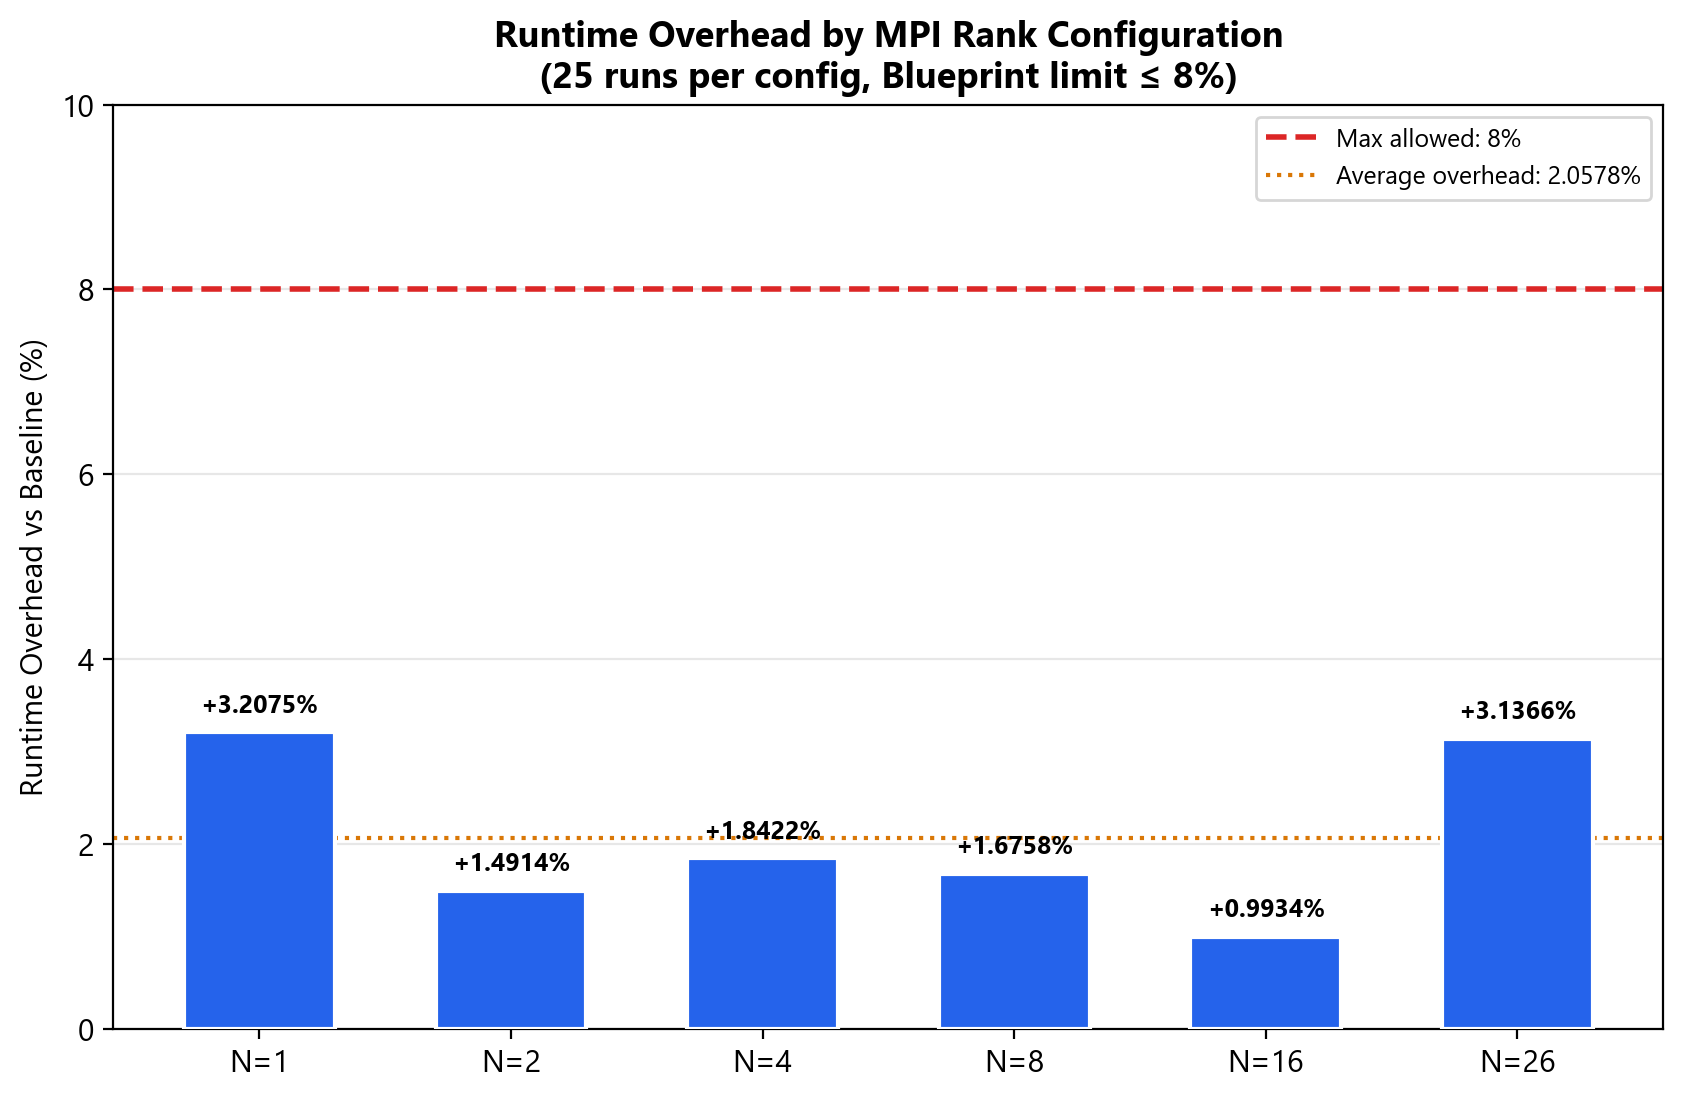 Runtime Overhead by MPI Rank Configuration
(25 runs per config, Blueprint limit ≤ 8%)
Max allowed: 8%
Average overhead: 2.0578%
Runtime Overhead vs Baseline (%)
10
8
6
4
2
0
+3.2075%
+1.4914%
+1.8422%
+1.6758%
+0.9934%
+3.1366%
N=1
N=2
N=4
N=8
N=16
N=26